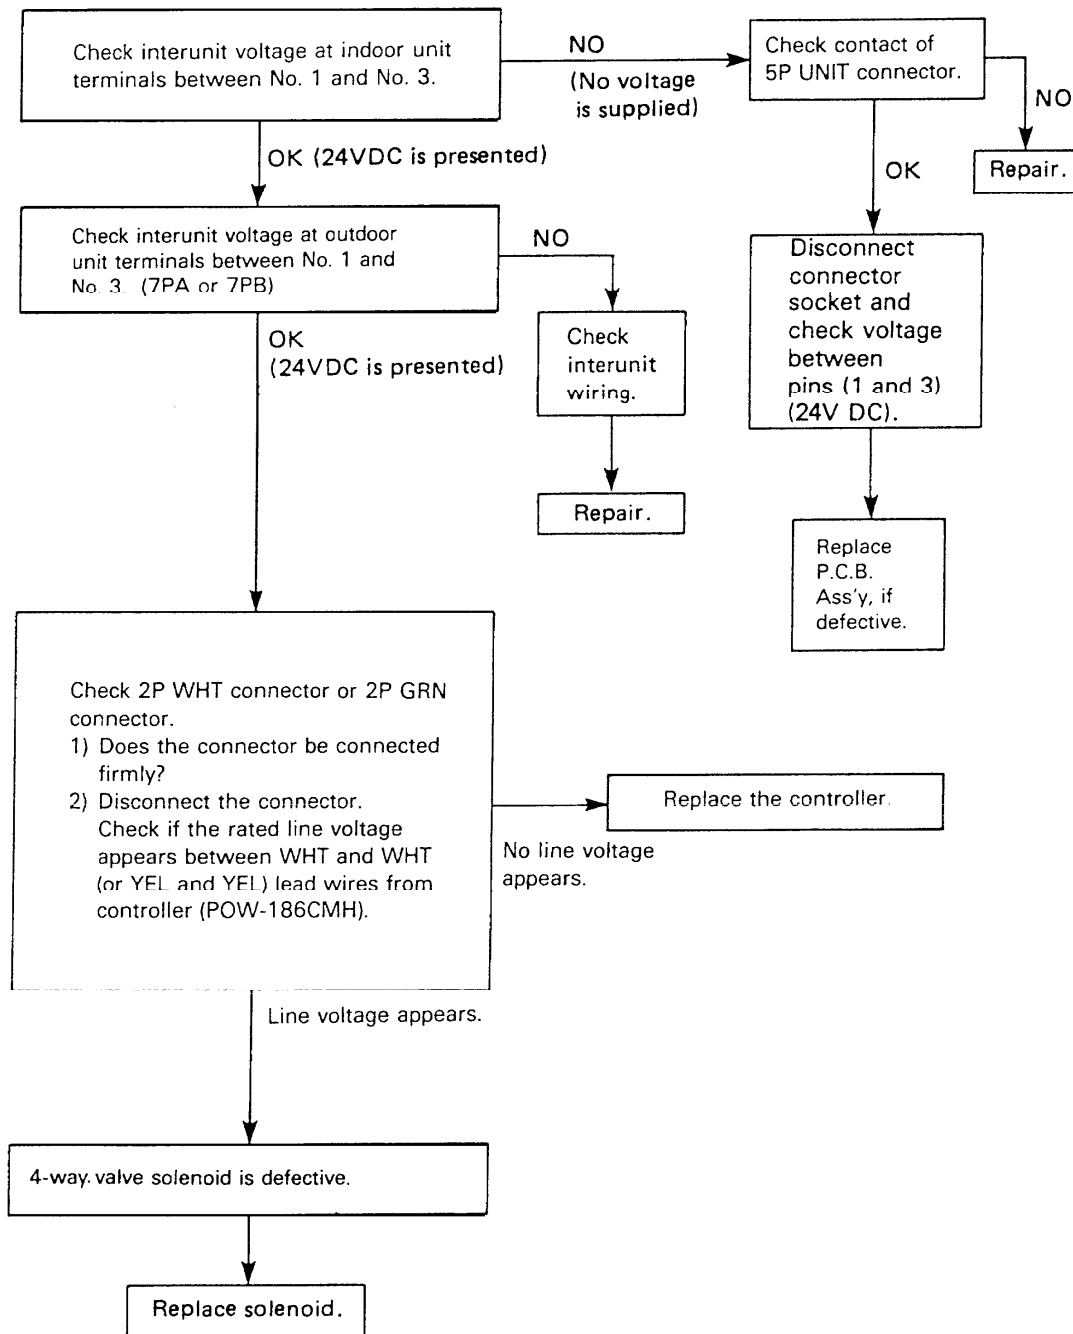 Check interunit voltage at indoor unit
terminals between No. 1 and No. 3.
NO
(No voltage
is supplied)
Check contact of
5P UNIT connector.
NO
Repair.
OK (24VDC is presented)
OK
Check interunit voltage at outdoor
unit terminals between No. 1 and
No. 3. (7PA or 7PB)
NO
Disconnect
connector
socket and
check voltage
between
pins (1 and 3)
(24V DC).
OK
(24VDC is presented)
Check
interunit
wiring.
Repair.
Replace
P.C.B.
Ass'y, if
defective.
Check 2P WHT connector or 2P GRN
connector.
1) Does the connector be connected
firmly?
2) Disconnect the connector.
Check if the rated line voltage
appears between WHT and WHT
(or YEL and YEL) lead wires from
controller (POW-186CMH).
Replace the controller.
No line voltage
appears.
Line voltage appears.
4-way. valve solenoid is defective.
Replace solenoid.